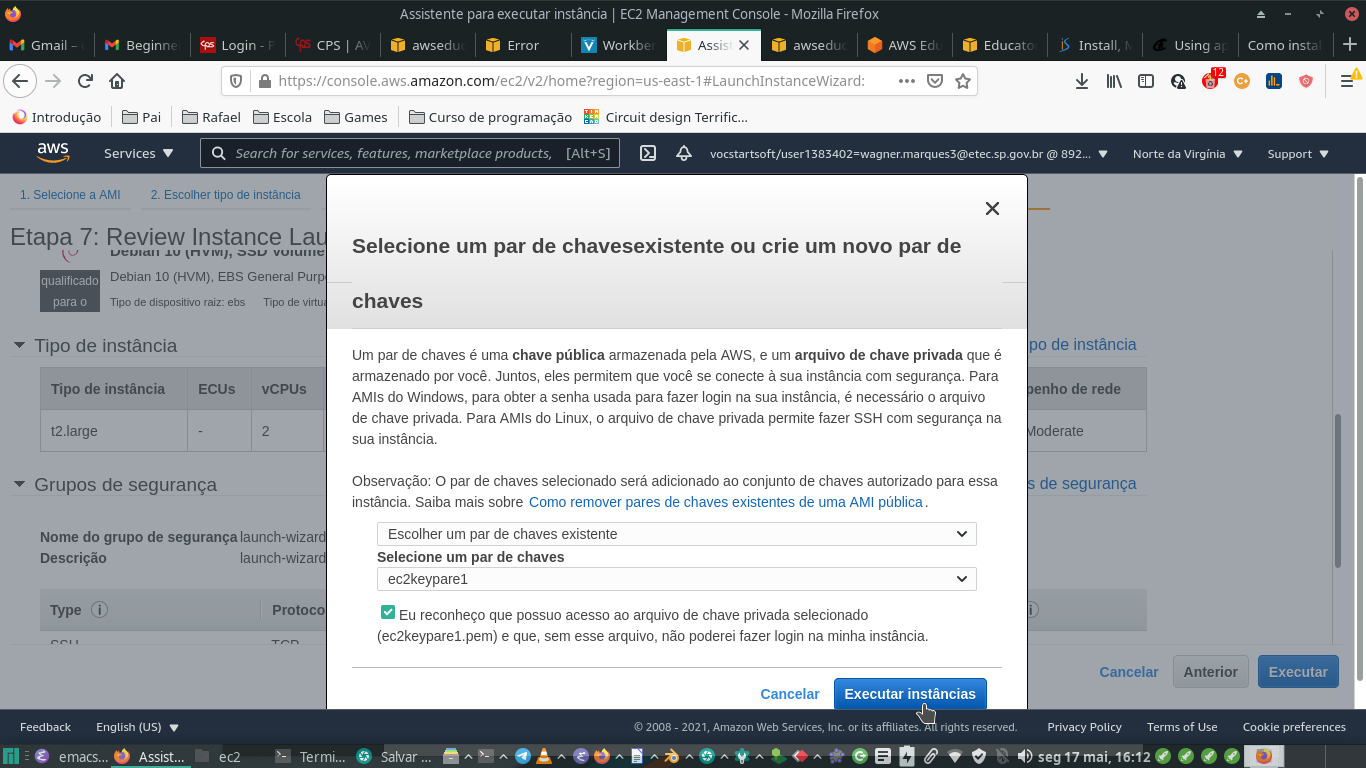 Assistente para executar instância | EC2 Management Console - Mozilla Firefox
Gmail –
Beginne
Login - F
CPS | AV
awseduc
Error
Workbe
Assis
awseduc
AWS Edu
Educator
Install, M
Using ap
Como instal
https://console.aws.amazon.com/ec2/v2/home?region=us-east-1#LaunchInstanceWizard:
12
Introdução
Pai
Rafael
Escola
Games
Curso de programação
Circuit design Terrific...
aws
Services
Search for services, features, marketplace products,
[Alt+S]
vocstartsoft/user1383402=wagner.marques3@etec.sp.gov.br @ 892...
Norte da Virgínia
Support
1. Selecione a AMI
2. Escolher tipo de instância
Etapa 7: Review Instance Lau
Debian 10 (HVM), SSD Volume
qualificado
para o
Debian 10 (HVM), EBS General Purp
Tipo de dispositivo raiz: ebs
Tipo de virtua
Tipo de instância
po de instância
Tipo de instância
ECUs
vCPUs
penho de rede
t2.large
-
2
Moderate
Grupos de segurança
s de segurança
Nome do grupo de segurança
launch-wizard
Descrição
launch-wizard
Type
Protoco
SSH
TCP
Selecione um par de chavesexistente ou crie um novo par de
chaves
Um par de chaves é uma chave pública armazenada pela AWS, e um arquivo de chave privada que é
armazenado por você. Juntos, eles permitem que você se conecte à sua instância com segurança. Para
AMIs do Windows, para obter a senha usada para fazer login na sua instância, é necessário o arquivo
de chave privada. Para AMIs do Linux, o arquivo de chave privada permite fazer SSH com segurança na
sua instância.
Observação: O par de chaves selecionado será adicionado ao conjunto de chaves autorizado para essa
instância. Saiba mais sobre Como remover pares de chaves existentes de uma AMI pública.
Escolher um par de chaves existente
Selecione um par de chaves
ec2keypare1
Eu reconheço que possuo acesso ao arquivo de chave privada selecionado
(ec2keypare1.pem) e que, sem esse arquivo, não poderei fazer login na minha instância.
Cancelar
Executar instâncias
Cancelar
Anterior
Executar
Feedback
English (US)
© 2008 - 2021, Amazon Web Services, Inc. or its affiliates. All rights reserved.
Privacy Policy
Terms of Use
Cookie preferences
emacs...
Assist...
ec2
Termi...
Salvar ...
seg 17 mai, 16:12